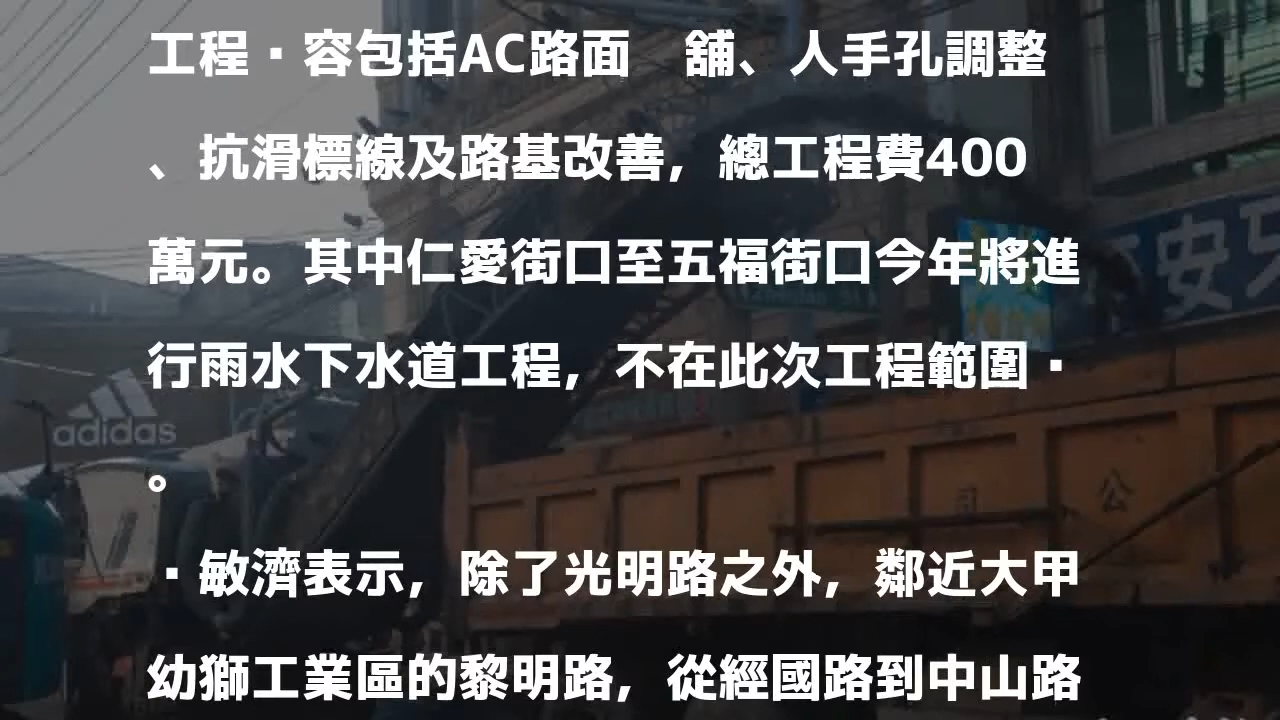 工程▪容包括AC路面　舖、人手孔調整
、抗滑標線及路基改善，總工程費400
萬元。其中仁愛街口至五福街口今年將進
行雨水下水道工程，不在此次工程範圍▪
。
▪敏濟表示，除了光明路之外，鄰近大甲
幼獅工業區的黎明路，從經國路到中山路
adidas
安
司
公